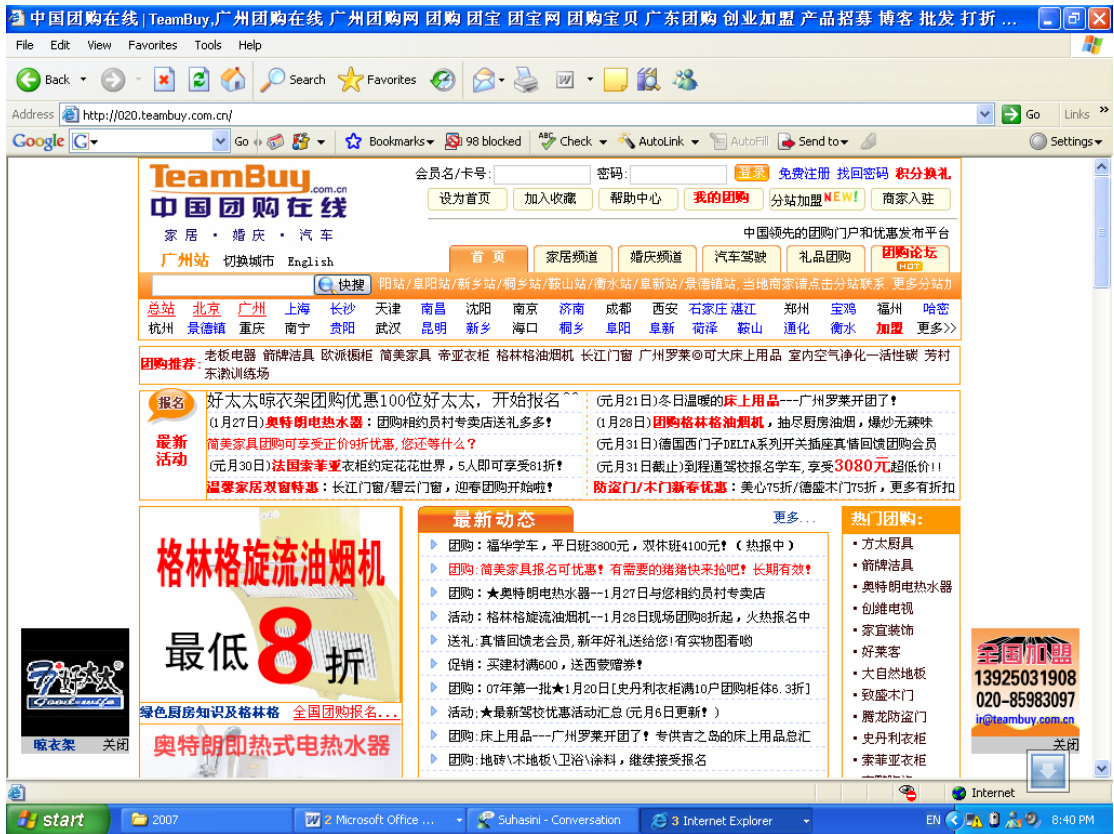 中国团购在线|TeamBuy,广州团购在线 广州团购网 团购 团宝 团宝网 团购宝贝 广东团购 创业加盟 产品招募 博客 批发 打折 ...
File Edit View Favorites Tools Help
Back Search Favorites
Address http://020.teambuy.com.cn/ Go Links »
Google G Go Bookmarks 98 blocked Check AutoLink AutoFill Send to Settings
TeamBuy.com.cn
中国团购在线
家居 · 婚庆 · 汽车
会员名/卡号: 密码: 登录 免费注册 找回密码 积分换礼
设为首页 加入收藏 帮助中心 我的团购 分站加盟NEW! 商家入驻
中国领先的团购门户和优惠发布平台
广州站 切换城市 English
首 页 家居频道 婚庆频道 汽车驾驶 礼品团购 团购论坛 HOT
快搜 阳站/阜阳站/新乡站/桐乡站/鞍山站/衡水站/阜新站/景德镇站,当地商家请点击分站联系.更多分站加
总站 北京 广州 上海 长沙 天津 南昌 沈阳 南京 济南 成都 西安 石家庄 湛江 郑州 宝鸡 福州 哈密
杭州 景德镇 重庆 南宁 贵阳 武汉 昆明 新乡 海口 桐乡 阜阳 阜新 荷泽 鞍山 通化 衡水 加盟 更多>>
团购推荐: 老板电器 箭牌洁具 欧派橱柜 简美家具 帝亚衣柜 格林格油烟机 长江门窗 广州罗莱◎可大床上用品 室内空气净化—活性碳 芳村
东漖训练场
报名
最新
活动
好太太晾衣架团购优惠100位好太太，开始报名^^
(1月27日)奥特朗电热水器：团购相约员村专卖店送礼多多!
简美家具团购可享受正价9折优惠,您还等什么?
(元月30日)法国索菲亚衣柜约定花花世界，5人即可享受81折!
温馨家居双窗特惠：长江门窗/碧云门窗，迎春团购开始啦!
(元月21日)冬日温暖的床上用品---广州罗莱开团了!
(1月28日)团购格林格油烟机，抽尽厨房油烟，爆炒无辣味
(元月31日)德国西门子DELTA系列开关插座真情回馈团购会员
(元月31日截止)到程通驾校报名学车,享受3080元超低价!!
防盗门/木门新春优惠：美心75折/德盛木门75折，更多有折扣
格林格旋流油烟机
最低8折
绿色厨房知识及格林格 全国团购报名...
奥特朗即热式电热水器
最新动态 更多...
团购：福华学车，平日班3800元，双休班4100元!（热报中）
团购:简美家具报名可优惠! 有需要的猪猪快来抢吧! 长期有效!
团购：★奥特朗电热水器--1月27日与您相约员村专卖店
活动：格林格旋流油烟机--1月28日现场团购8折起，火热报名中
送礼:真情回馈老会员,新年好礼送给您!有实物图看哟
促销：买建材满600，送西蒙赠券!
团购：07年第一批★1月20日[史丹利衣柜满10户团购柜体6.3折]
活动:★最新驾校优惠活动汇总(元月6日更新!)
团购:床上用品---广州罗莱开团了! 专供吉之岛的床上用品总汇
团购:地砖\木地板\卫浴\涂料，继续接受报名
热门团购:
方太厨具
箭牌洁具
奥特朗电热水器
创维电视
家宜装饰
好莱客
大自然地板
致盛木门
腾龙防盗门
史丹利衣柜
索菲亚衣柜
好太太
Good-wife
晾衣架 关闭
全国加盟
13925031908
020-85983097
ir@teambuy.com.cn
关闭
Internet
start 2007 2 Microsoft Office ... Suhasini - Conversation 3 Internet Explorer EN 8:40 PM